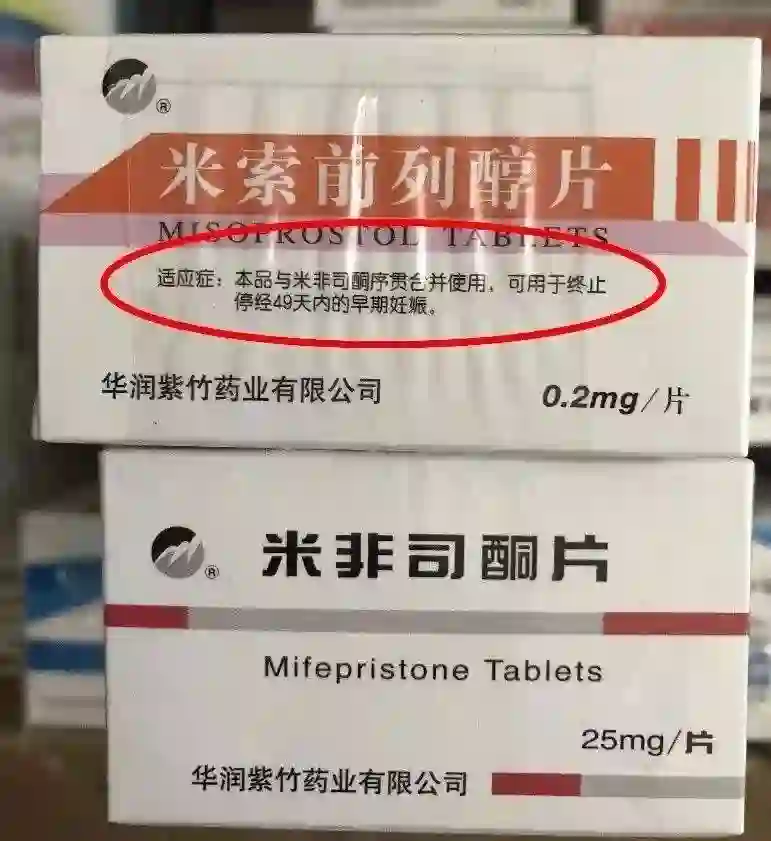 ®
米索前列醇片
MISOPROSTOL TABLETS
适应症：本品与米非司酮序贯合并使用，可用于终止
停经49天内的早期妊娠。
华润紫竹药业有限公司
0.2mg/片
®
米非司酮片
Mifepristone Tablets
25mg/片
华润紫竹药业有限公司